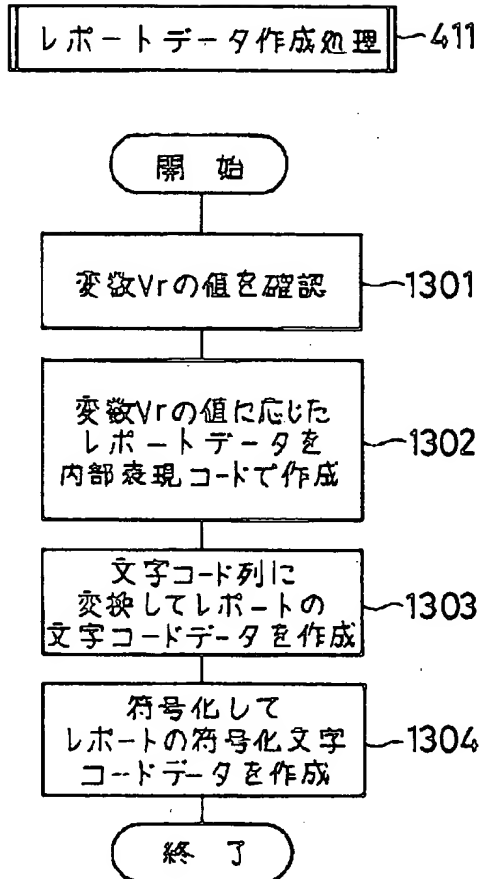 レポートデータ作成処理 411
開始
変数Vrの値を確認 1301
変数Vrの値に応じた
レポートデータを 1302
内部表現コードで作成
文字コード列に
変換してレポートの 1303
文字コードデータを作成
符号化して
レポートの符号化文字 1304
コードデータを作成
終了